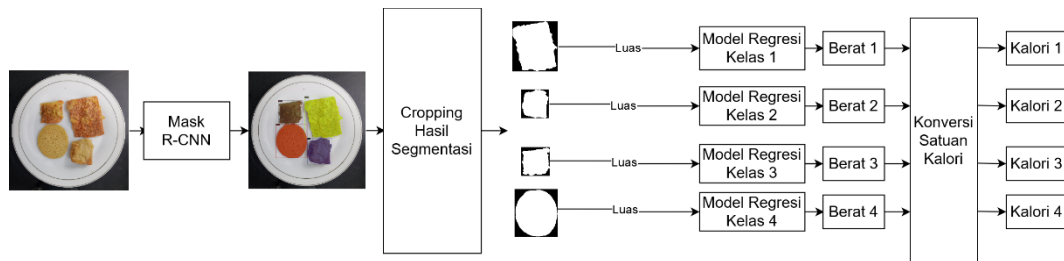 Mask
R-CNN
Cropping
Hasil
Segmentasi
Luas
Model Regresi
Kelas 1
Berat 1
Luas
Model Regresi
Kelas 2
Berat 2
Luas
Model Regresi
Kelas 3
Berat 3
Luas
Model Regresi
Kelas 4
Berat 4
Konversi
Satuan
Kalori
Kalori 1
Kalori 2
Kalori 3
Kalori 4